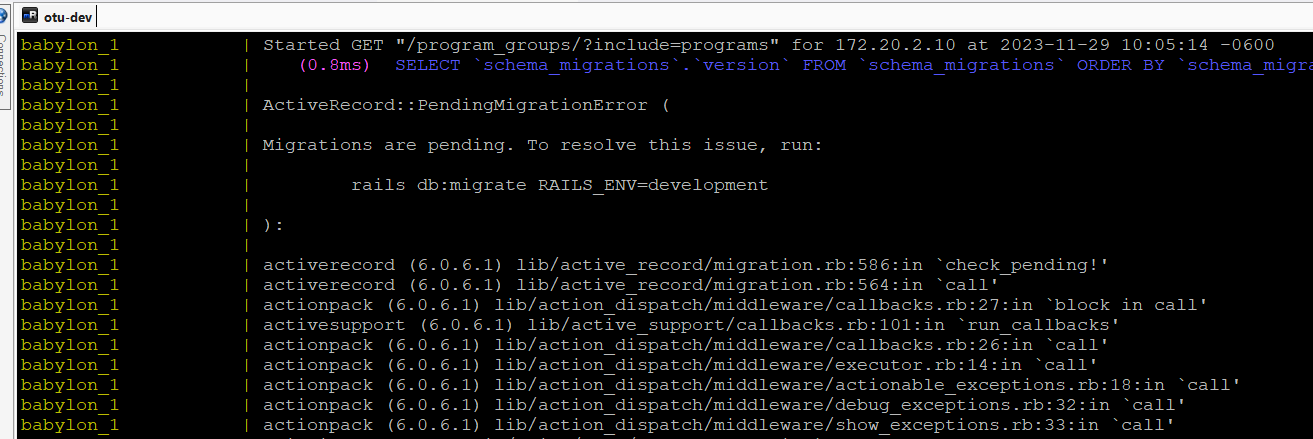 otu-dev
Connections
babylon_1 | Started GET "/program_groups/?include=programs" for 172.20.2.10 at 2023-11-29 10:05:14 -0600
babylon_1 | (0.8ms) SELECT `schema_migrations`.`version` FROM `schema_migrations` ORDER BY `schema_migra
babylon_1 |
babylon_1 | ActiveRecord::PendingMigrationError (
babylon_1 |
babylon_1 | Migrations are pending. To resolve this issue, run:
babylon_1 |
babylon_1 | rails db:migrate RAILS_ENV=development
babylon_1 |
babylon_1 | ):
babylon_1 |
babylon_1 | activerecord (6.0.6.1) lib/active_record/migration.rb:586:in `check_pending!'
babylon_1 | activerecord (6.0.6.1) lib/active_record/migration.rb:564:in `call'
babylon_1 | actionpack (6.0.6.1) lib/action_dispatch/middleware/callbacks.rb:27:in `block in call'
babylon_1 | activesupport (6.0.6.1) lib/active_support/callbacks.rb:101:in `run_callbacks'
babylon_1 | actionpack (6.0.6.1) lib/action_dispatch/middleware/callbacks.rb:26:in `call'
babylon_1 | actionpack (6.0.6.1) lib/action_dispatch/middleware/executor.rb:14:in `call'
babylon_1 | actionpack (6.0.6.1) lib/action_dispatch/middleware/actionable_exceptions.rb:18:in `call'
babylon_1 | actionpack (6.0.6.1) lib/action_dispatch/middleware/debug_exceptions.rb:32:in `call'
babylon_1 | actionpack (6.0.6.1) lib/action_dispatch/middleware/show_exceptions.rb:33:in `call'